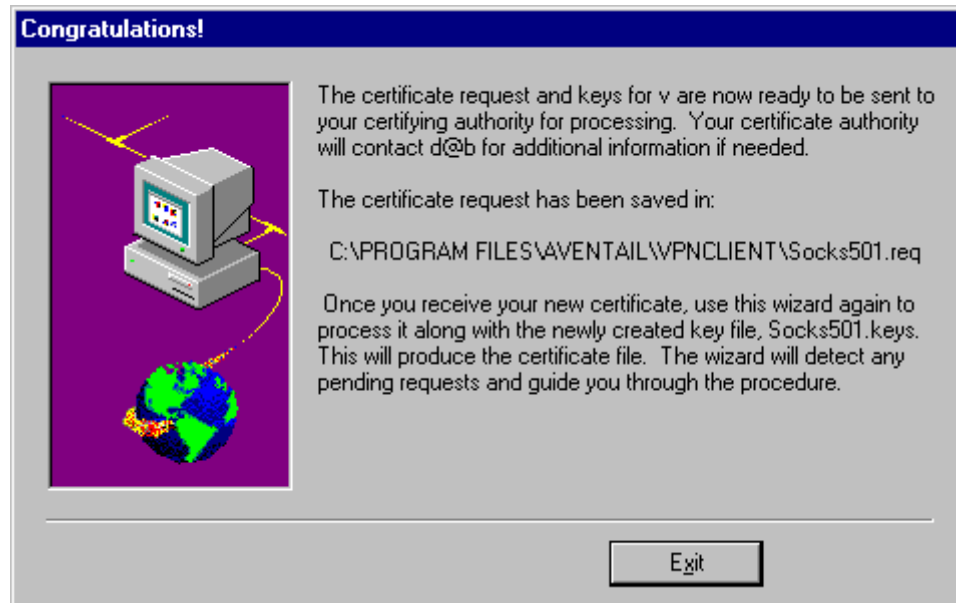 Congratulations!
The certificate request and keys for v are now ready to be sent to
your certifying authority for processing.  Your certificate authority
will contact d@b for additional information if needed.
The certificate request has been saved in:
C:\PROGRAM FILES\AVENTAIL\VPNCLIENT\Socks501.req
Once you receive your new certificate, use this wizard again to
process it along with the newly created key file, Socks501.keys.
This will produce the certificate file.  The wizard will detect any
pending requests and guide you through the procedure.
Exit